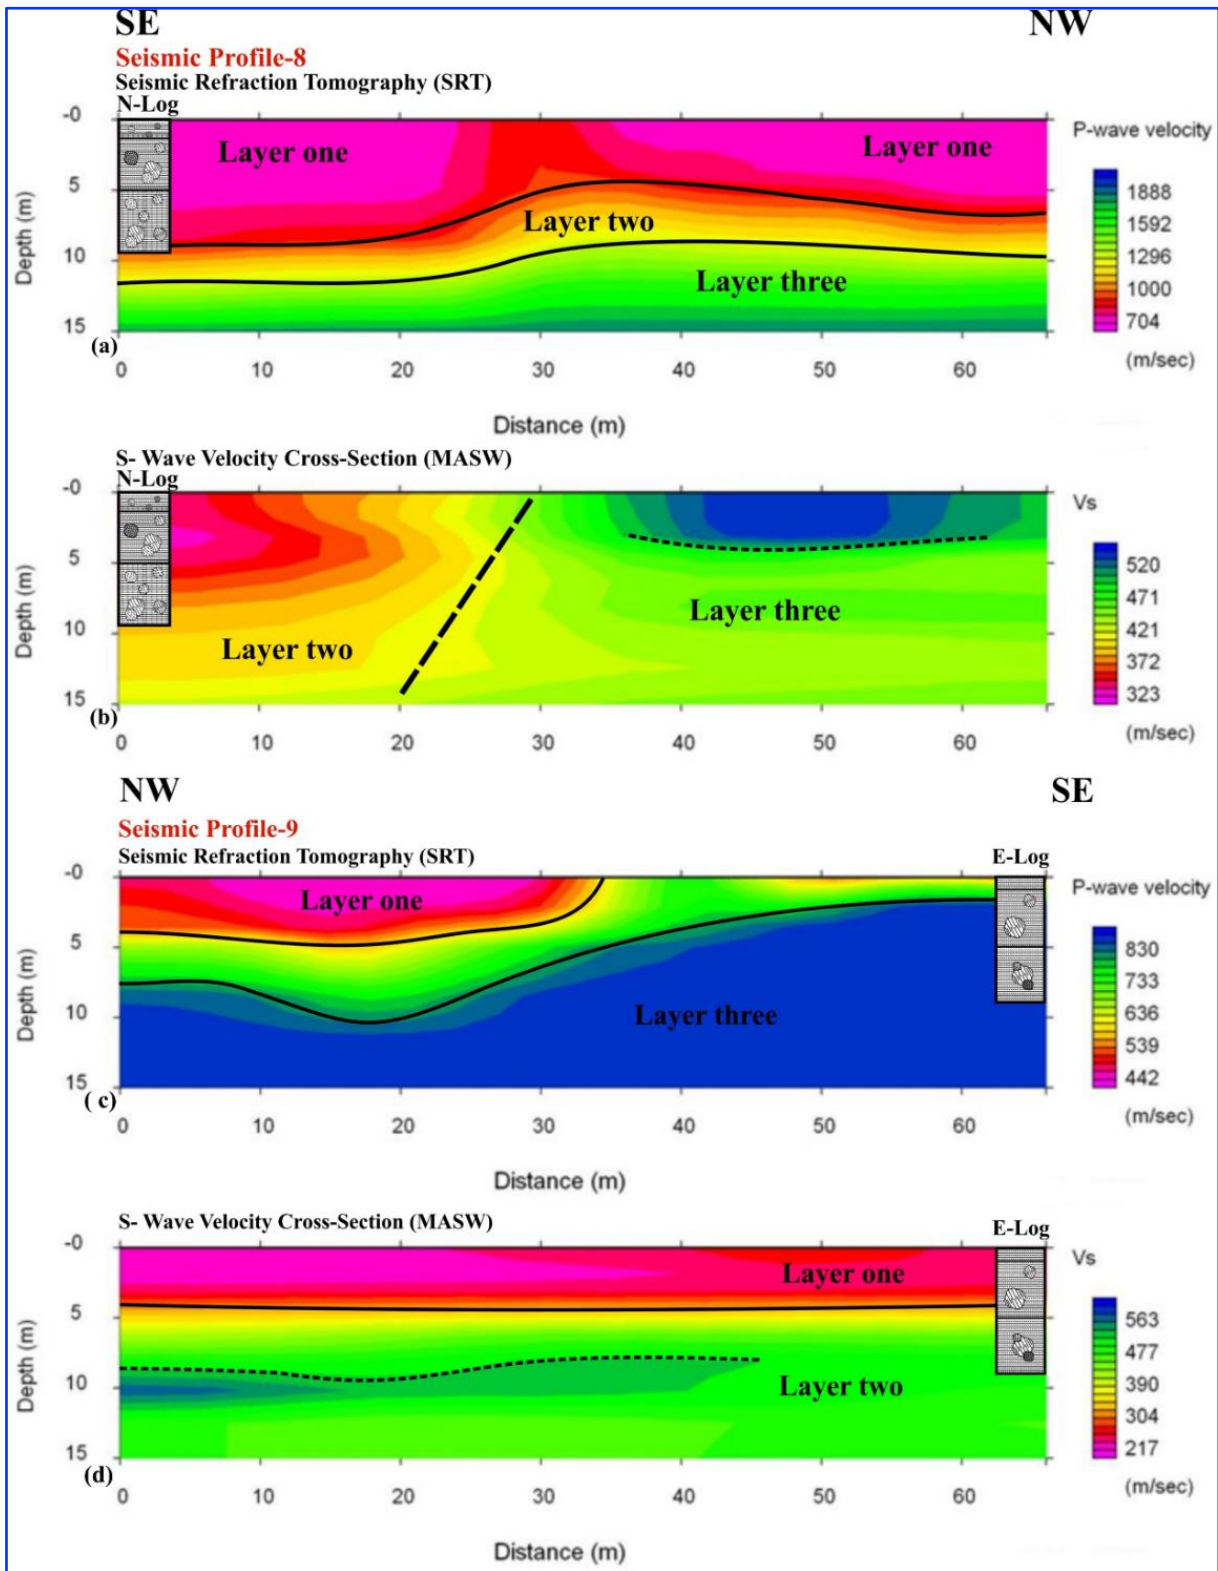 SE NW
Seismic Profile-8
Seismic Refraction Tomography (SRT)
N-Log
-0
5
10
15
Depth (m)
Layer one
Layer one
Layer two
Layer three
P-wave velocity
1888
1592
1296
1000
704
(m/sec)
(a)
0 10 20 30 40 50 60
Distance (m)
S- Wave Velocity Cross-Section (MASW)
N-Log
-0
5
10
15
Depth (m)
Layer two
Layer three
Vs
520
471
421
372
323
(m/sec)
(b)
0 10 20 30 40 50 60
NW SE
Seismic Profile-9
Seismic Refraction Tomography (SRT)
E-Log
-0
5
10
15
Depth (m)
Layer one
Layer three
P-wave velocity
830
733
636
539
442
(m/sec)
( c)
0 10 20 30 40 50 60
Distance (m)
S- Wave Velocity Cross-Section (MASW)
E-Log
-0
5
10
15
Depth (m)
Layer one
Layer two
Vs
563
477
390
304
217
(m/sec)
(d)
0 10 20 30 40 50 60
Distance (m)